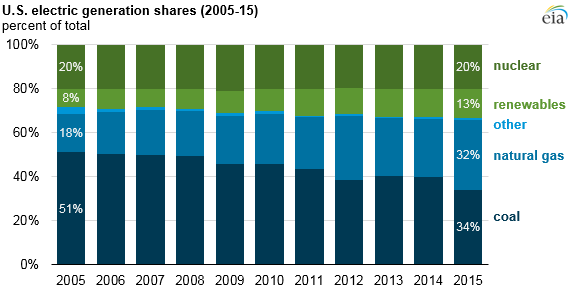 U.S. electric generation shares (2005-15)
percent of total
eia
100%
80%
60%
40%
20%
0%
20%
8%
18%
51%
20%
13%
32%
34%
nuclear
renewables
other
natural gas
coal
2005 2006 2007 2008 2009 2010 2011 2012 2013 2014 2015